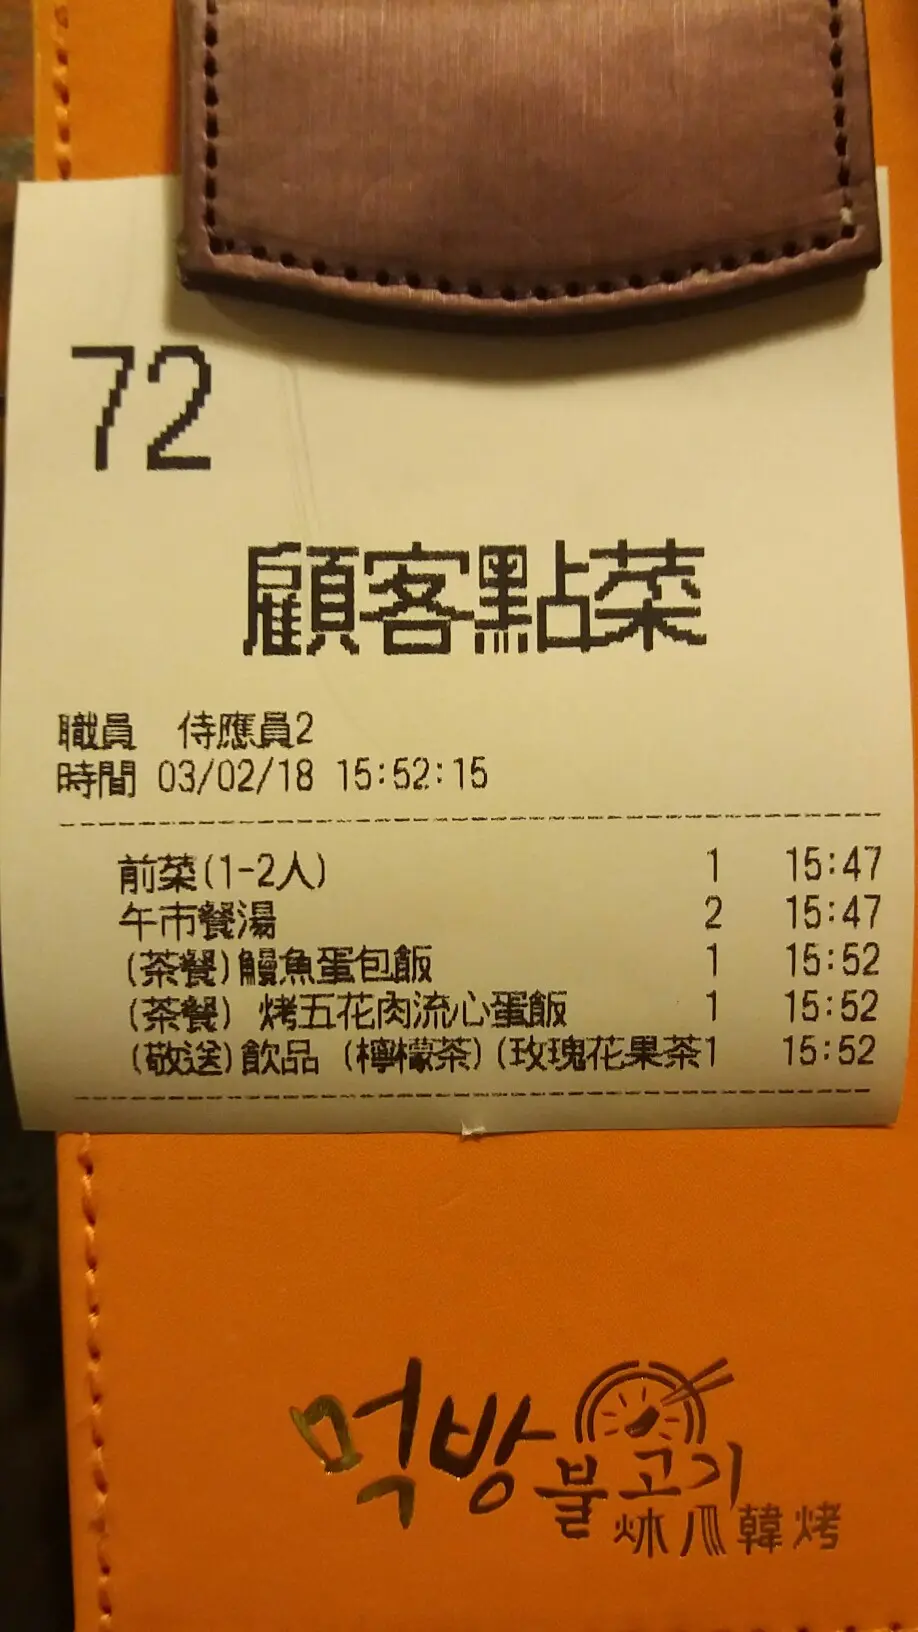 72
顧客點菜
職員 侍應員2
時間 03/02/18 15:52:15
前菜(1-2人) 1 15:47
午市餐湯 2 15:47
(茶餐)鰻魚蛋包飯 1 15:52
(茶餐) 烤五花肉流心蛋飯 1 15:52
(敬送)飲品 (檸檬茶)(玫瑰花果茶1 15:52
먹방
불고기
韓烤